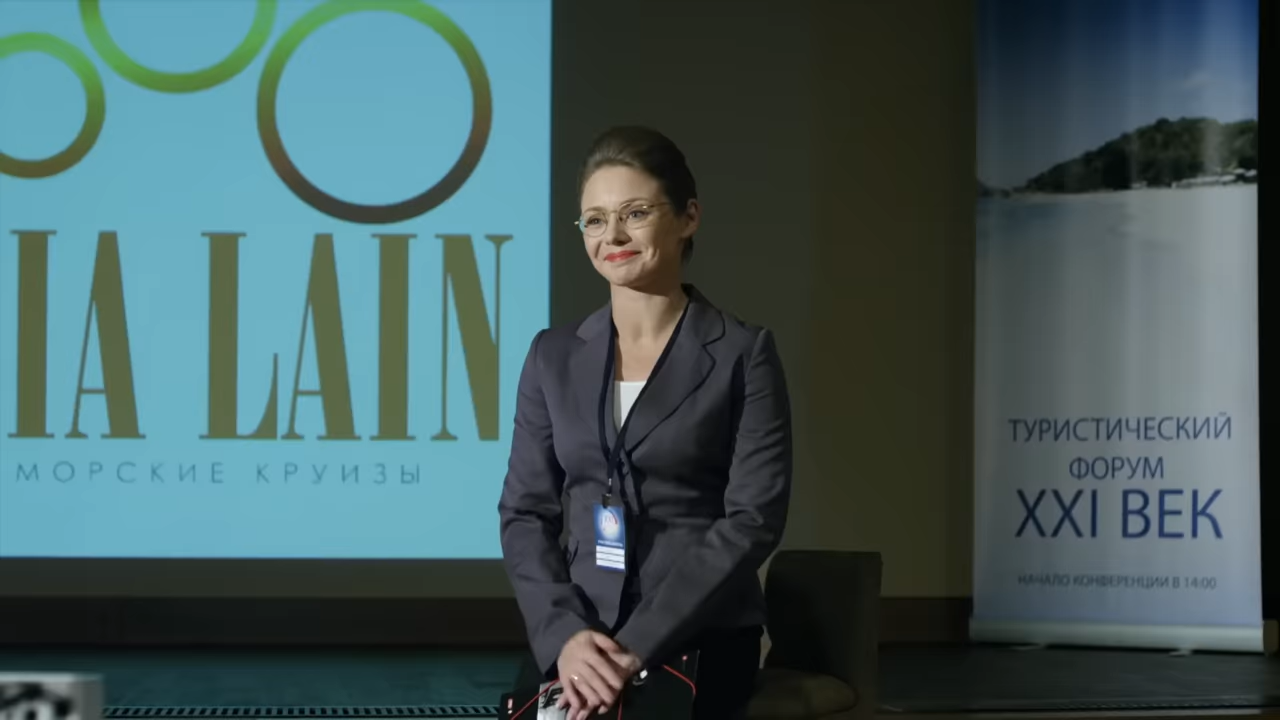 IA LAIN
МОРСКИЕ КРУИЗЫ
ТУРИСТИЧЕСКИЙ
ФОРУМ
XXI ВЕК
НАЧАЛО КОНФЕРЕНЦИИ В 14:00